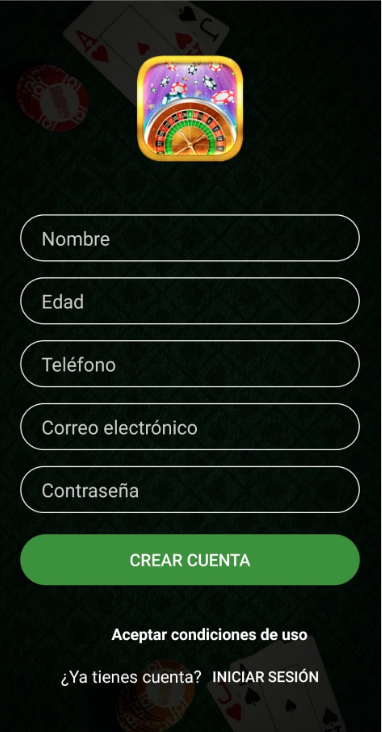 Nombre
Edad
Teléfono
Correo electrónico
Contraseña
CREAR CUENTA
Aceptar condiciones de uso
¿Ya tienes cuenta? INICIAR SESIÓN